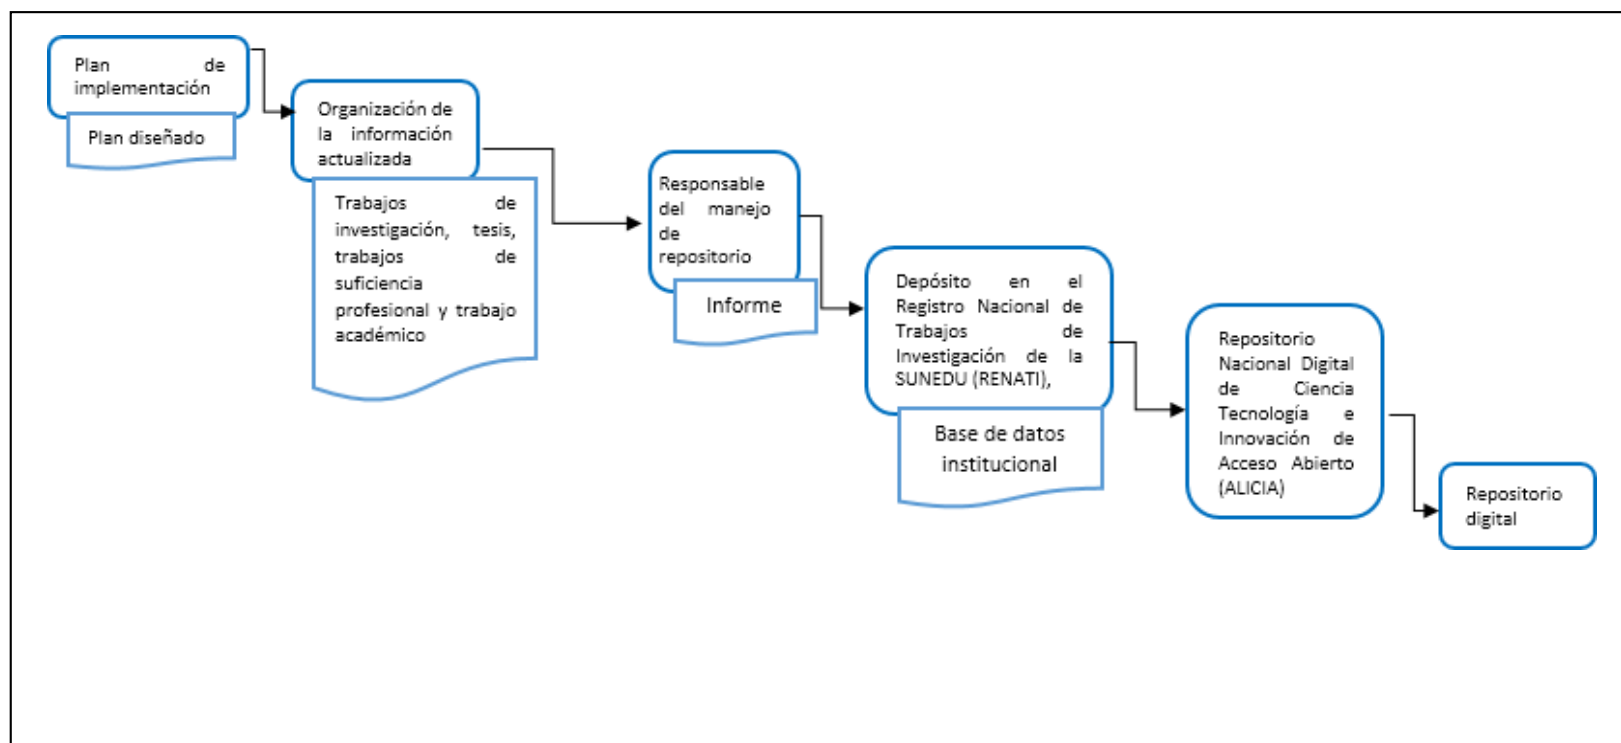 Plan de
implementación
Plan diseñado
Organización de
la información
actualizada
Trabajos de
investigación, tesis,
trabajos de
suficiencia
profesional y trabajo
académico
Responsable
del manejo
de
repositorio
Informe
Depósito en el
Registro Nacional de
Trabajos de
Investigación de la
SUNEDU (RENATI),
Base de datos
institucional
Repositorio
Nacional Digital
de Ciencia
Tecnología e
Innovación de
Acceso Abierto
(ALICIA)
Repositorio
digital